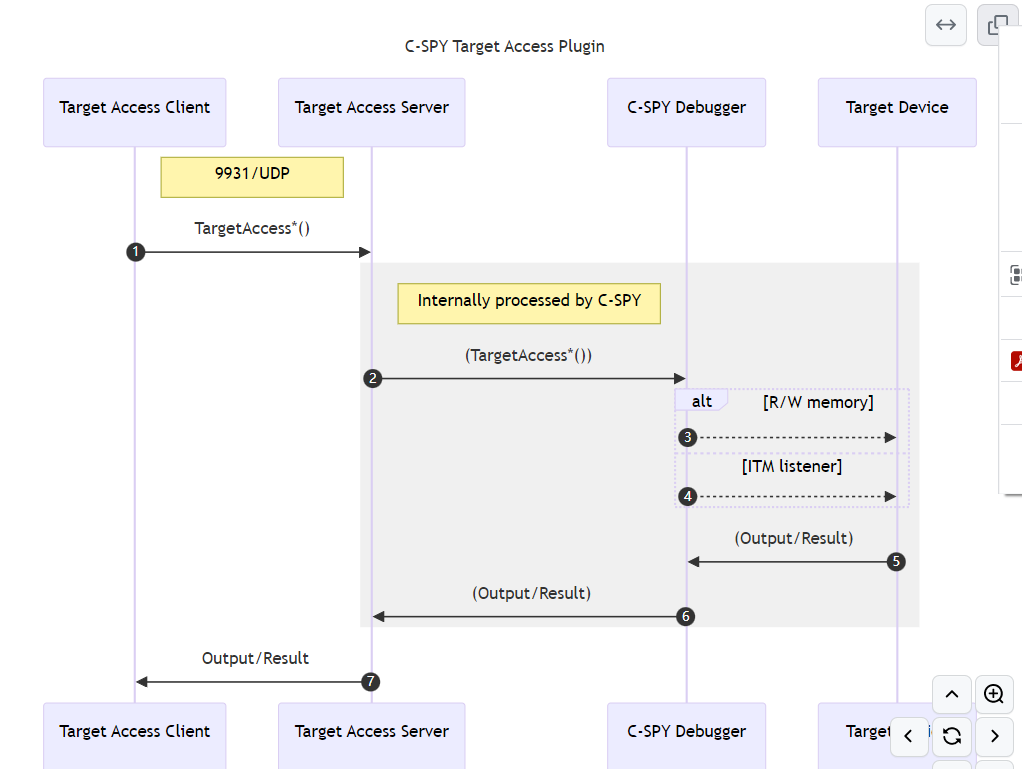 C-SPY Target Access Plugin
Target Access Client
Target Access Server
C-SPY Debugger
Target Device
9931/UDP
TargetAccess*()
1
Internally processed by C-SPY
(TargetAccess*())
2
alt
[R/W memory]
3
[ITM listener]
4
(Output/Result)
5
(Output/Result)
6
Output/Result
7
Target Access Client
Target Access Server
C-SPY Debugger
Target